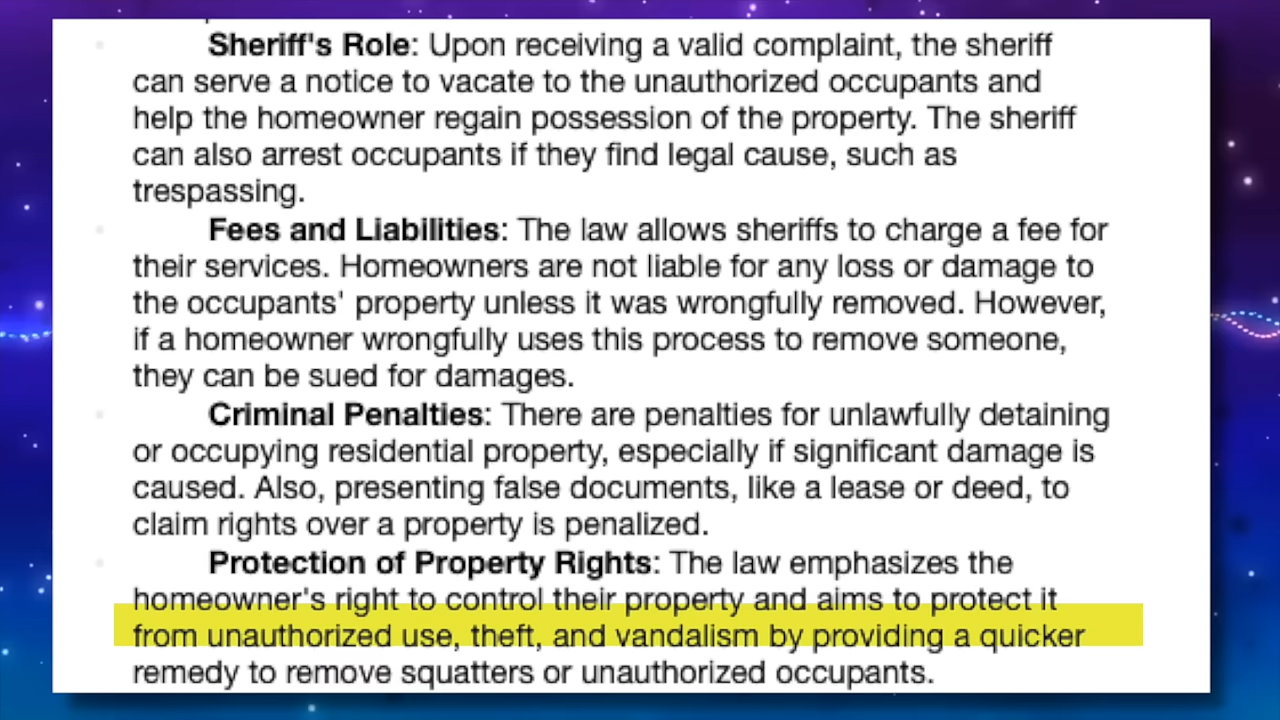 Sheriff's Role: Upon receiving a valid complaint, the sheriff
can serve a notice to vacate to the unauthorized occupants and
help the homeowner regain possession of the property. The sheriff
can also arrest occupants if they find legal cause, such as
trespassing.
Fees and Liabilities: The law allows sheriffs to charge a fee for
their services. Homeowners are not liable for any loss or damage to
the occupants' property unless it was wrongfully removed. However,
if a homeowner wrongfully uses this process to remove someone,
they can be sued for damages.
Criminal Penalties: There are penalties for unlawfully detaining
or occupying residential property, especially if significant damage is
caused. Also, presenting false documents, like a lease or deed, to
claim rights over a property is penalized.
Protection of Property Rights: The law emphasizes the
homeowner's right to control their property and aims to protect it
from unauthorized use, theft, and vandalism by providing a quicker
remedy to remove squatters or unauthorized occupants.